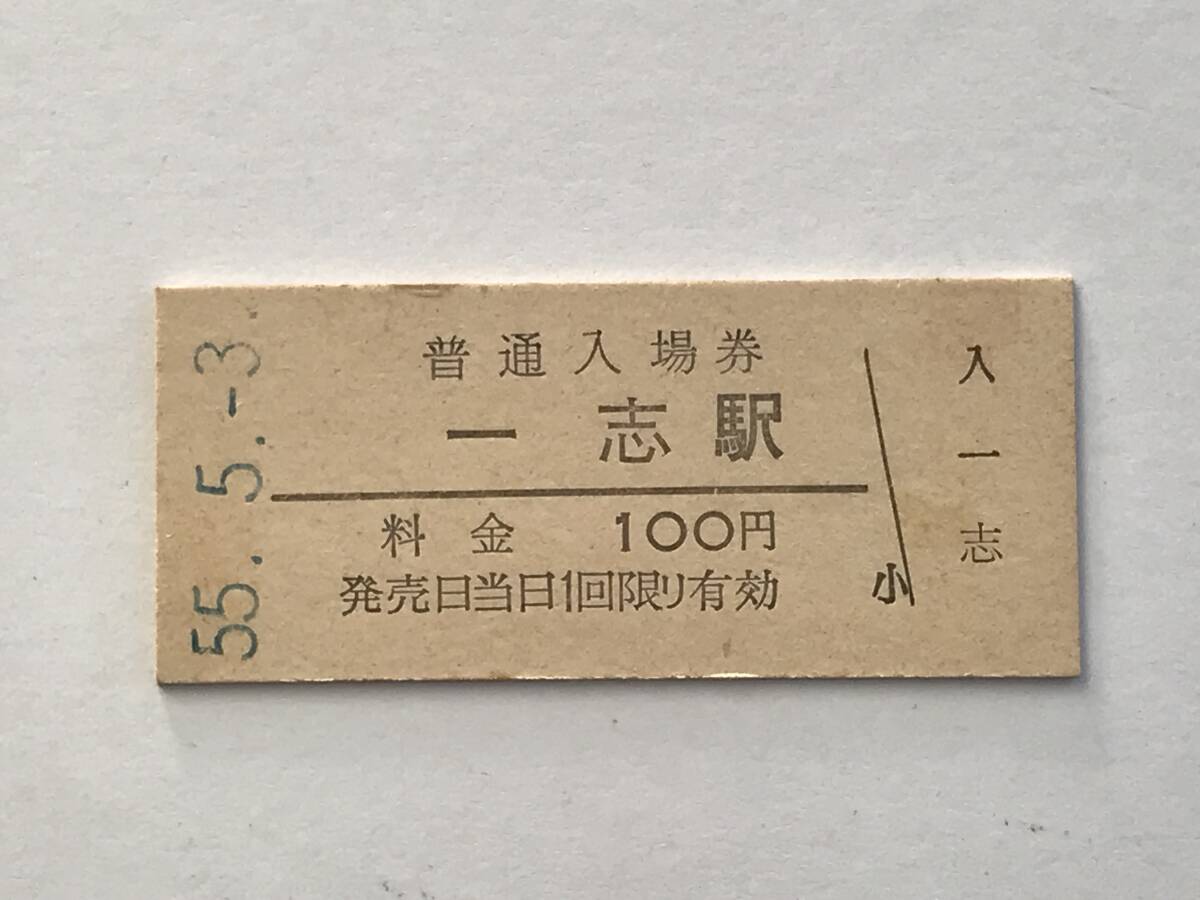 55. 5. -3.
普通入場券
一志駅
料金 100円
発売日当日1回限り有効
小
入
一
志